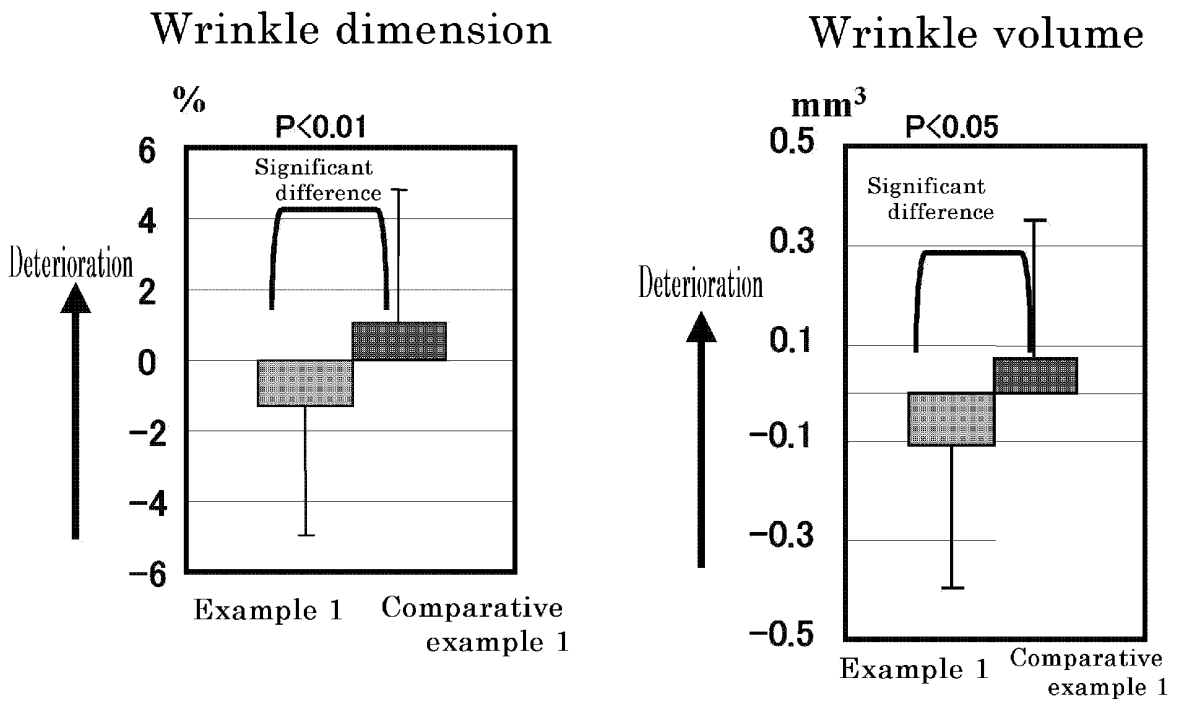 Wrinkle dimension
%
P<0.01
6
Significant
difference
4
Deterioration
2
0
−2
−4
−6
Example 1
Comparative
example 1
Wrinkle volume
mm³
P<0.05
0.5
Significant
difference
0.3
Deterioration
0.1
−0.1
−0.3
−0.5
Example 1
Comparative
example 1